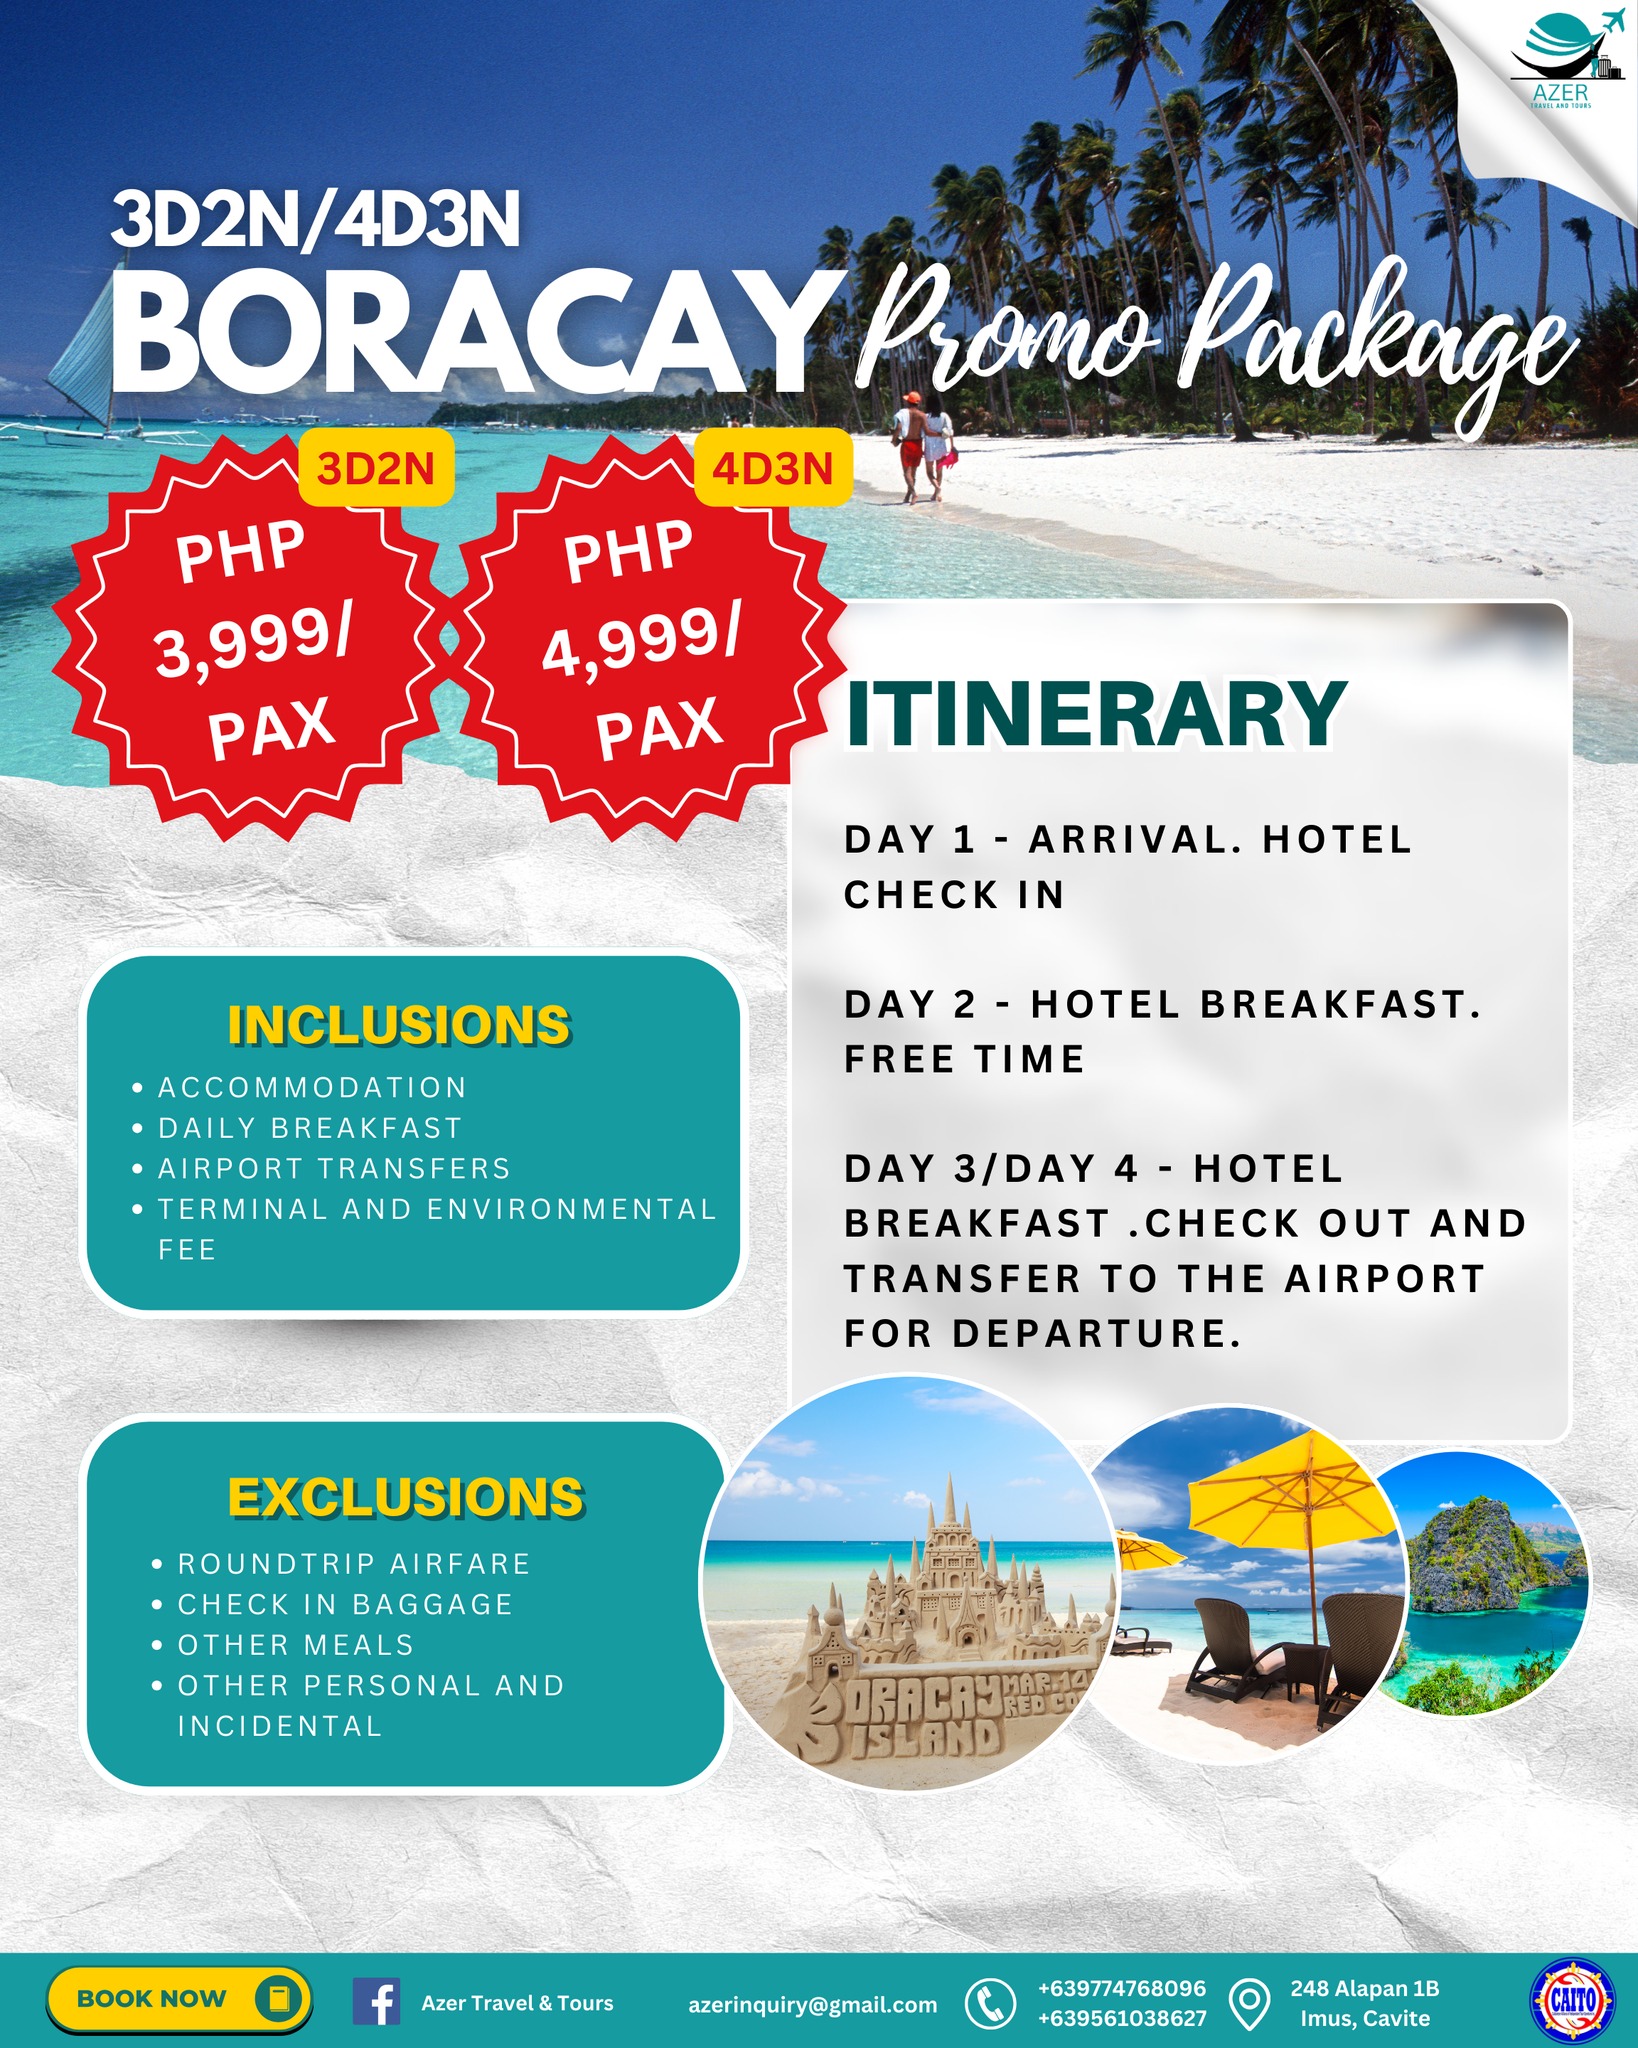 AZER
TRAVEL AND TOURS
3D2N/4D3N
BORACAY Promo Package
3D2N
PHP
3,999/
PAX
4D3N
PHP
4,999/
PAX
ITINERARY
DAY 1 - ARRIVAL. HOTEL
CHECK IN
DAY 2 - HOTEL BREAKFAST.
FREE TIME
DAY 3/DAY 4 - HOTEL
BREAKFAST .CHECK OUT AND
TRANSFER TO THE AIRPORT
FOR DEPARTURE.
INCLUSIONS
• ACCOMMODATION
• DAILY BREAKFAST
• AIRPORT TRANSFERS
• TERMINAL AND ENVIRONMENTAL
FEE
EXCLUSIONS
• ROUNDTRIP AIRFARE
• CHECK IN BAGGAGE
• OTHER MEALS
• OTHER PERSONAL AND
INCIDENTAL
BORACAY
ISLAND
MAR. 14
RED
BOOK NOW
f
Azer Travel & Tours
azerinquiry@gmail.com
+639774768096
+639561038627
248 Alapan 1B
Imus, Cavite
CAITO